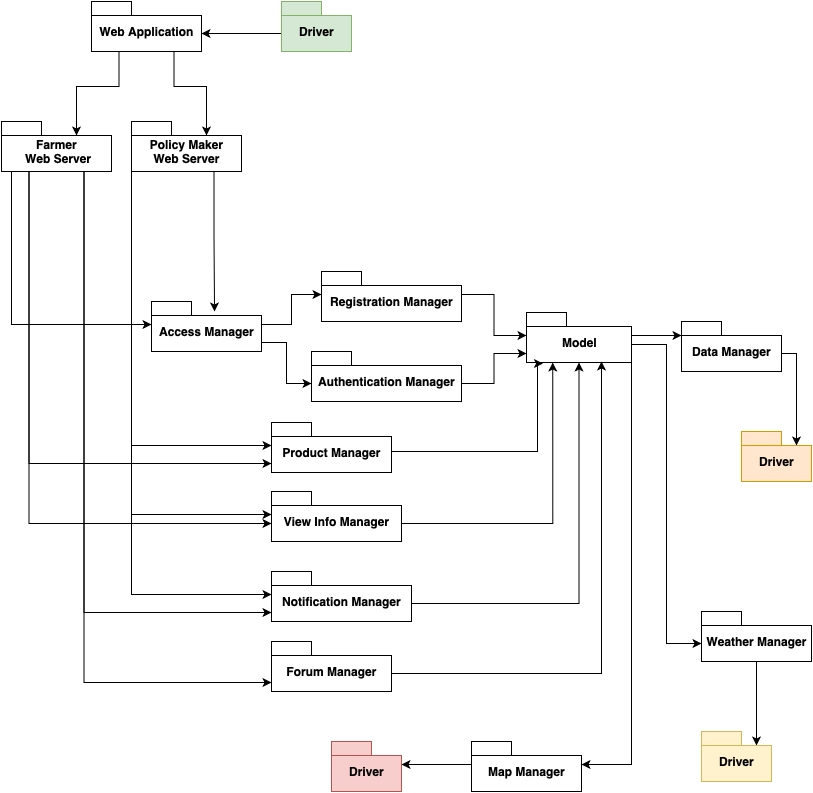 Web Application
Driver
Farmer
Web Server
Policy Maker
Web Server
Registration Manager
Access Manager
Model
Data Manager
Authentication Manager
Product Manager
Driver
View Info Manager
Notification Manager
Weather Manager
Forum Manager
Driver
Driver
Map Manager